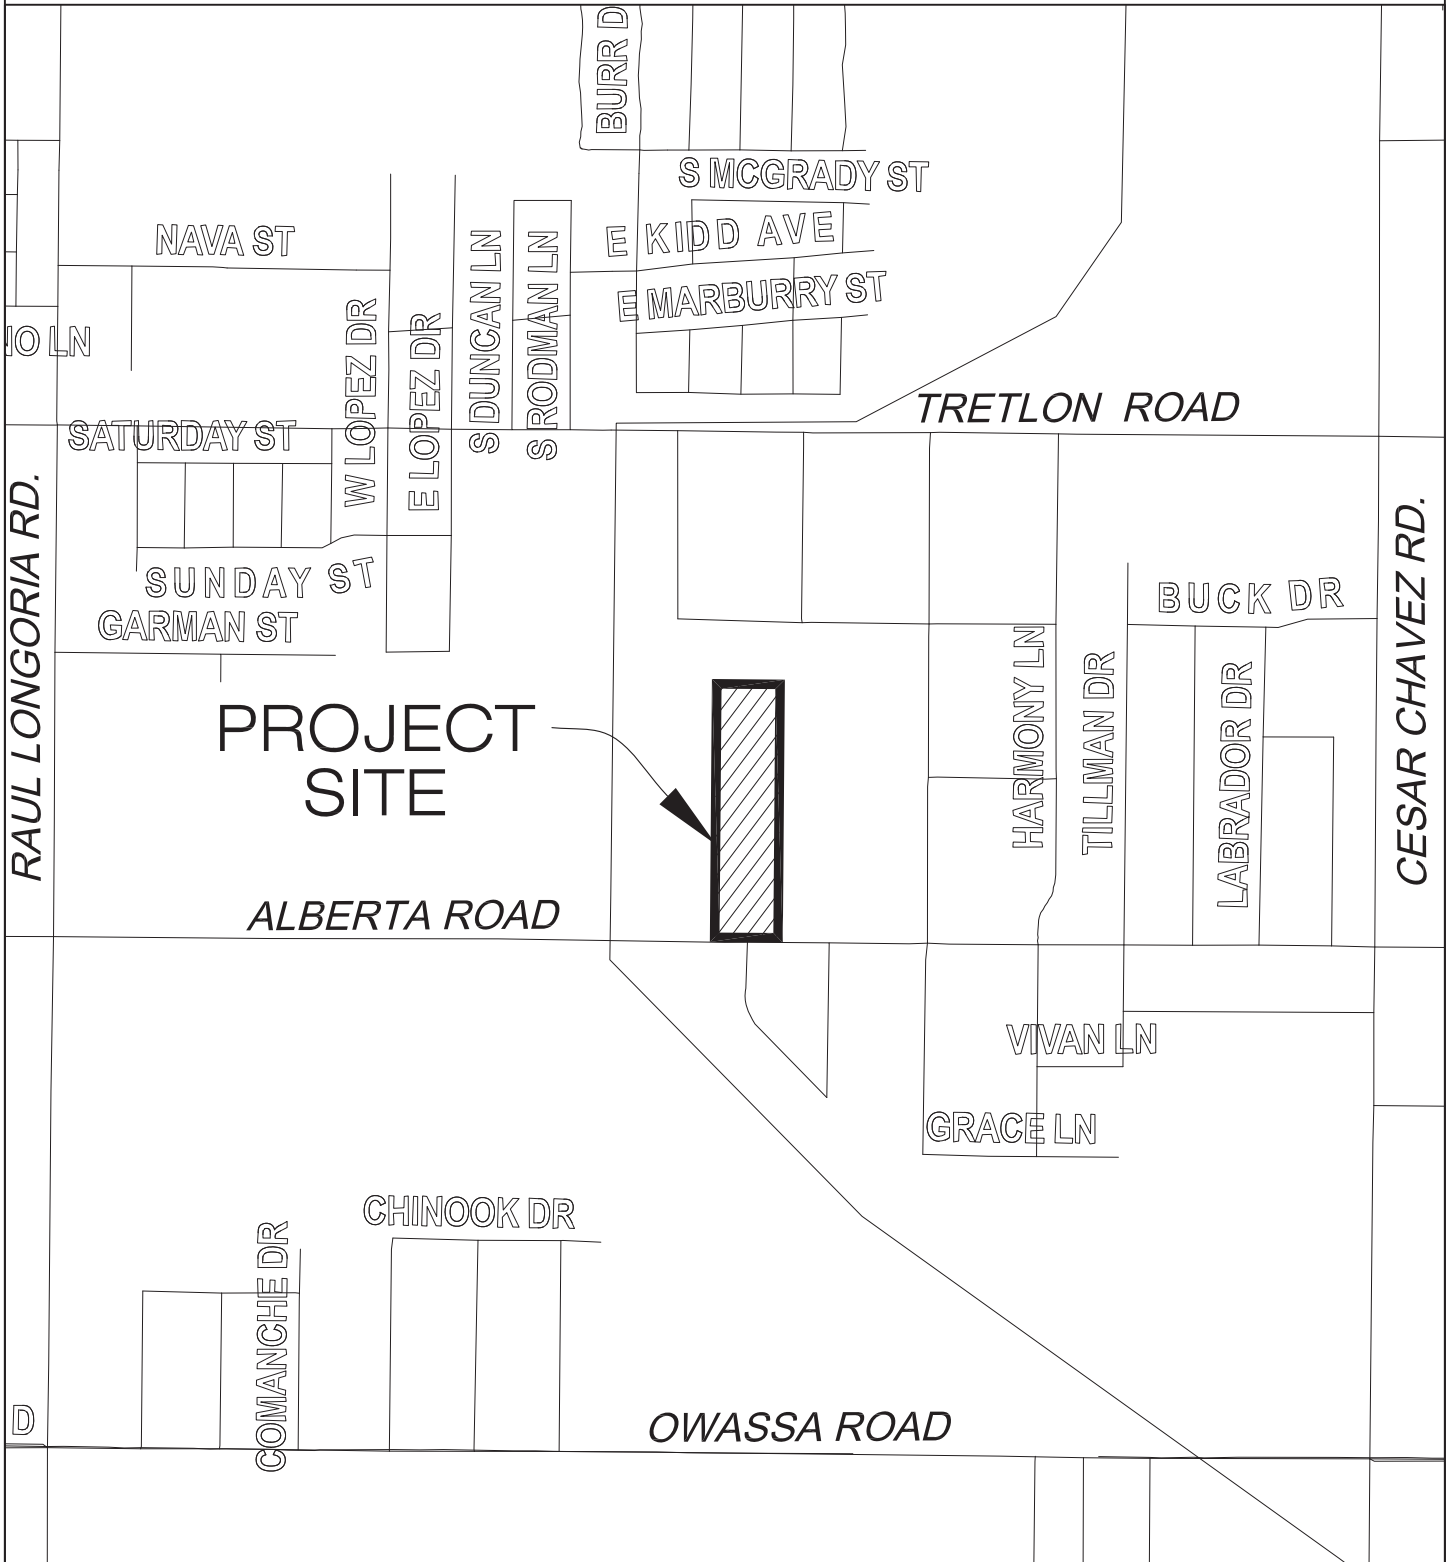 BURR D
S MCGRADY ST
NAVA ST
E KIDD AVE
E MARBURRY ST
NO LN
W LOPEZ DR
E LOPEZ DR
S DUNCAN LN
S RODMAN LN
TRETLON ROAD
SATURDAY ST
RAUL LONGORIA RD.
CESAR CHAVEZ RD.
SUNDAY ST
GARMAN ST
BUCK DR
HARMONY LN
TILLMAN DR
LABRADOR DR
PROJECT
SITE
ALBERTA ROAD
VIVAN LN
GRACE LN
CHINOOK DR
COMANCHE DR
D
OWASSA ROAD